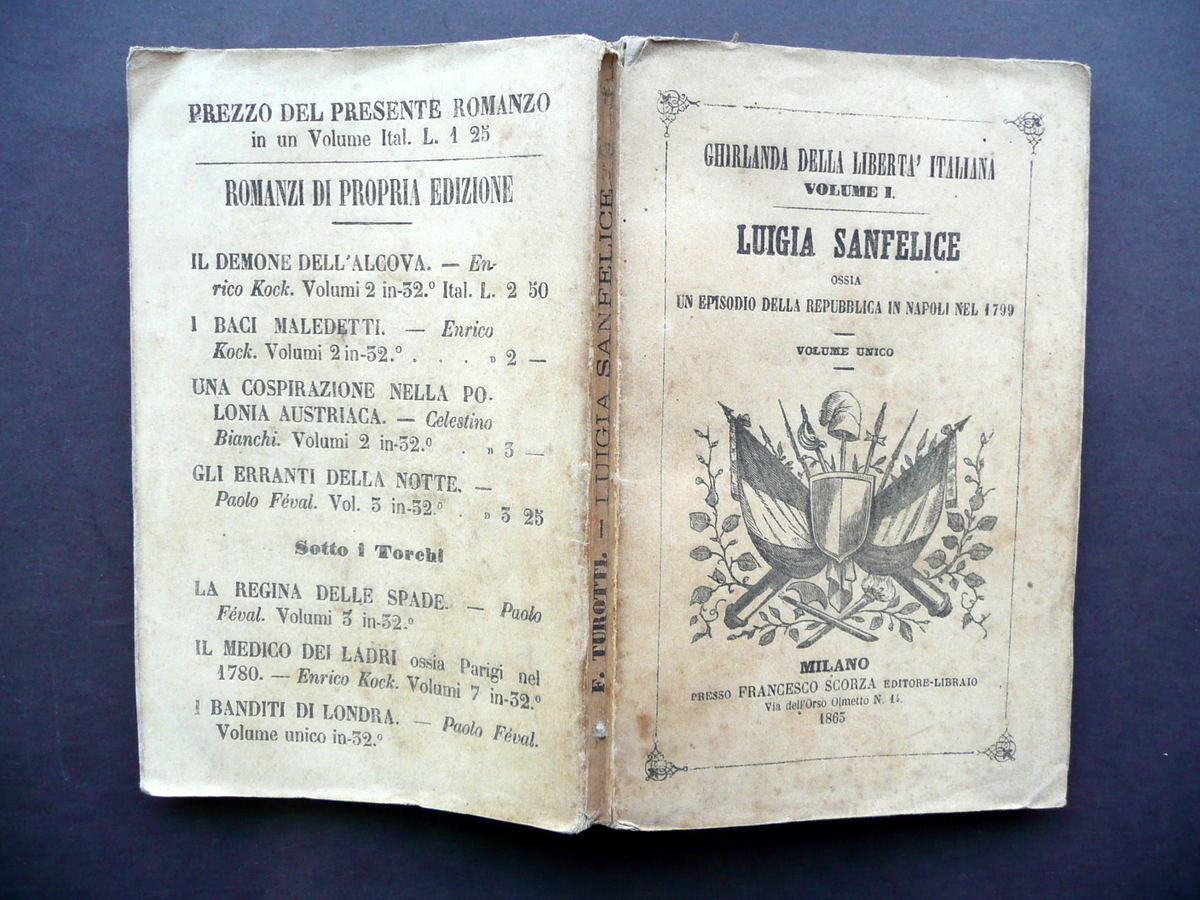 PREZZO DEL PRESENTE ROMANZO
in un Volume Ital. L. 1 25
ROMANZI DI PROPRIA EDIZIONE
IL DEMONE DELL'ALCOVA. — En-
rico Kock. Volumi 2 in-32.º Ital. L. 2 50
I BACI MALEDETTI. — Enrico
Kock. Volumi 2 in-32.º . . . » 2 —
UNA COSPIRAZIONE NELLA PO-
LONIA AUSTRIACA. — Celestino
Bianchi. Volumi 2 in-32.º . » 3 —
GLI ERRANTI DELLA NOTTE. —
Paolo Féval. Vol. 3 in-32.º . » 3 25
Sotto i Torchi
LA REGINA DELLE SPADE. — Paolo
Féval. Volumi 3 in-32.º
IL MEDICO DEI LADRI ossia Parigi nel
1780. — Enrico Kock. Volumi 7 in-32.º
I BANDITI DI LONDRA. — Paolo Féval.
Volume unico in-32.º
F. TUROTTI. — LUIGIA SANFELICE
GHIRLANDA DELLA LIBERTA' ITALIANA
VOLUME I.
LUIGIA SANFELICE
OSSIA
UN EPISODIO DELLA REPUBBLICA IN NAPOLI NEL 1799
VOLUME UNICO
MILANO
PRESSO FRANCESCO SCORZA EDITORE-LIBRAIO
Via dell'Orso Olmetto N. 14.
1863